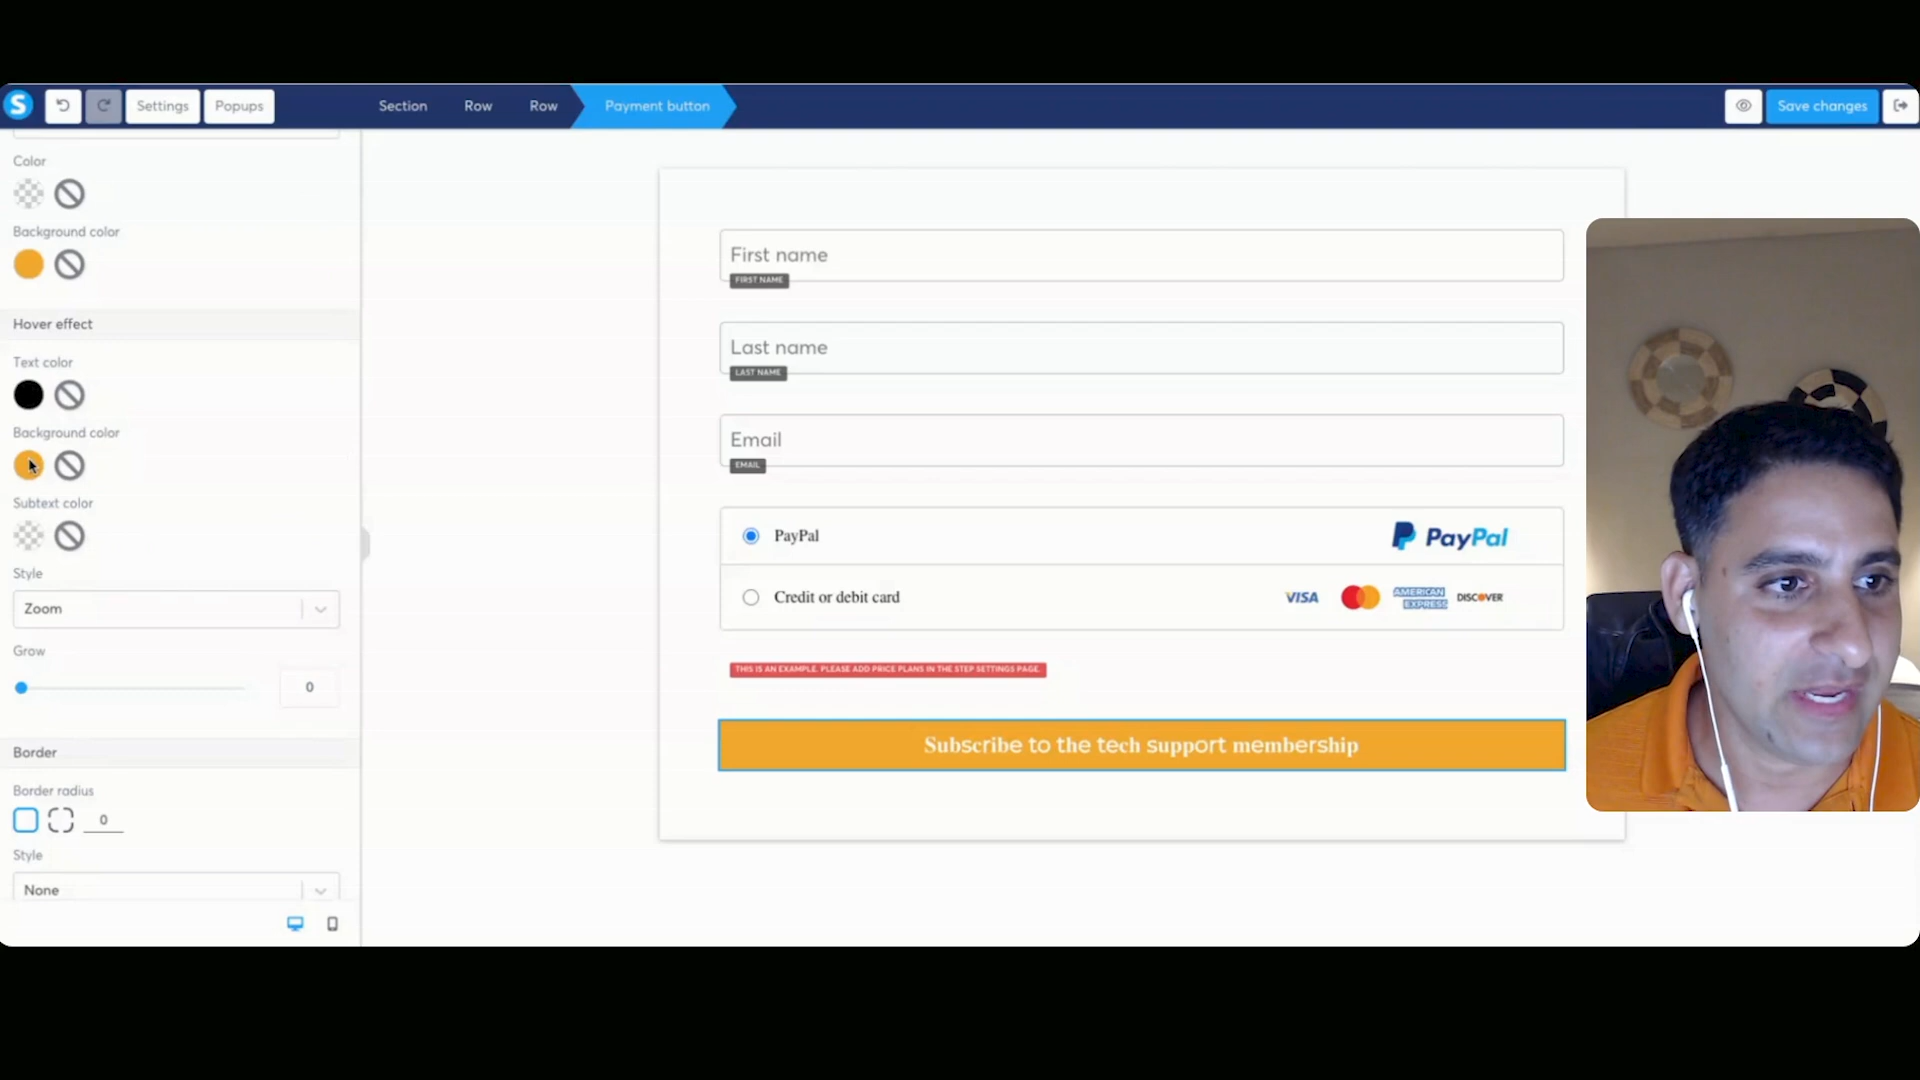 S
Settings
Popups
Section
Row
Row
Payment button
Save changes
Color
Background color
Hover effect
Text color
Background color
Subtext color
Style
Zoom
Grow
0
Border
Border radius
0
Style
None
First name
FIRST NAME
Last name
LAST NAME
Email
EMAIL
PayPal
PayPal
Credit or debit card
VISA
AMERICAN
EXPRESS
DISCOVER
THIS IS AN EXAMPLE. PLEASE ADD PRICE PLANS IN THE STEP SETTINGS PAGE.
Subscribe to the tech support membership